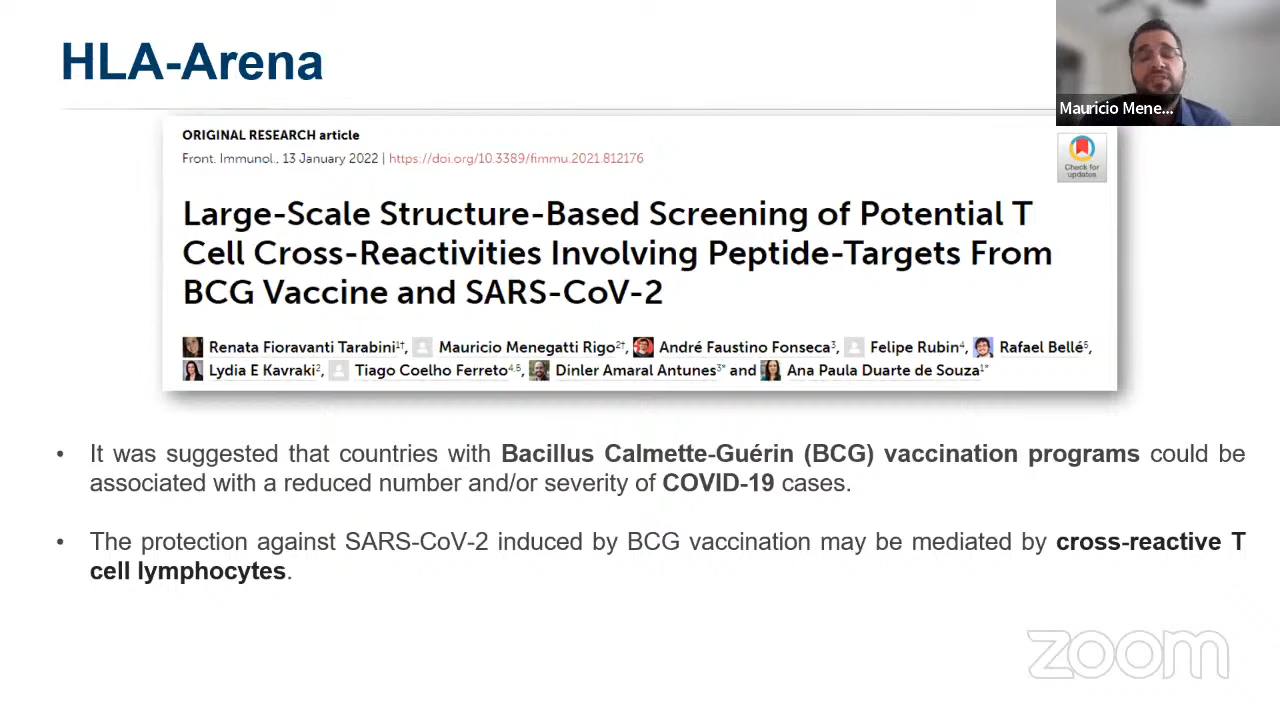 HLA-Arena
Mauricio Mene...
ORIGINAL RESEARCH article
Front. Immunol., 13 January 2022 | https://doi.org/10.3389/fimmu.2021.812176
Check for
updates
Large-Scale Structure-Based Screening of Potential T
Cell Cross-Reactivities Involving Peptide-Targets From
BCG Vaccine and SARS-CoV-2
Renata Fioravanti Tarabini1†, Mauricio Menegatti Rigo2†, André Faustino Fonseca3, Felipe Rubin4, Rafael Bellé5,
Lydia E Kavraki2, Tiago Coelho Ferreto4,5, Dinler Amaral Antunes3* and Ana Paula Duarte de Souza1*
• It was suggested that countries with Bacillus Calmette-Guérin (BCG) vaccination programs could be
associated with a reduced number and/or severity of COVID-19 cases.
• The protection against SARS-CoV-2 induced by BCG vaccination may be mediated by cross-reactive T
cell lymphocytes.
zoom